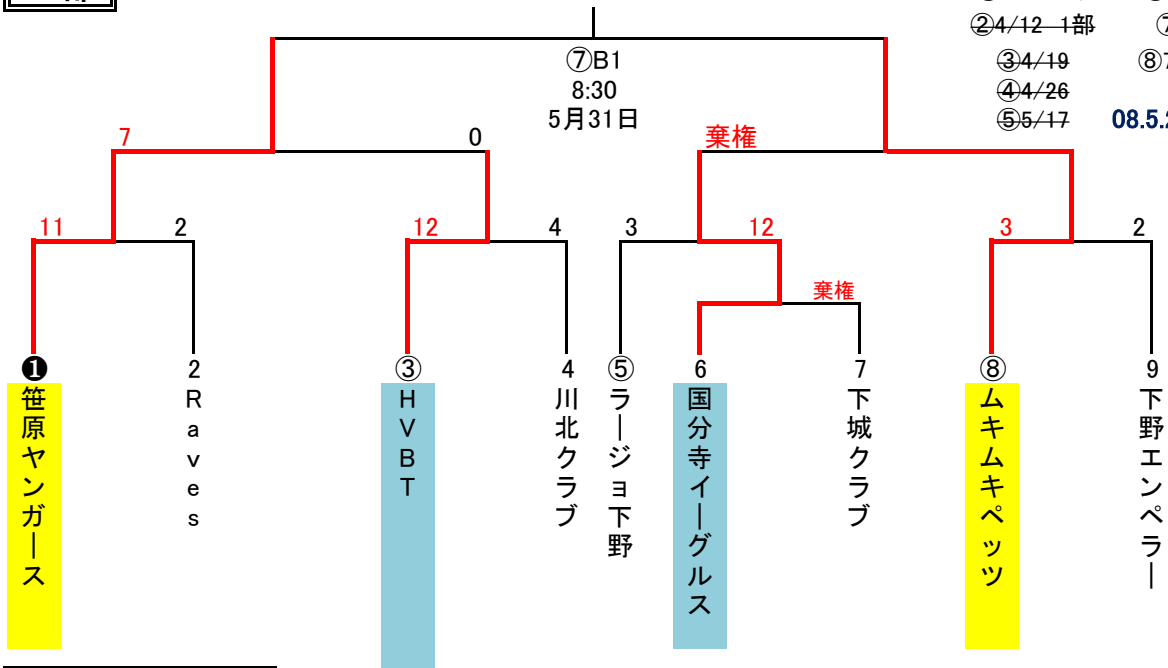 ②4/12 1部
⑦B1
③4/19
8:30
④4/26
5月31日
⑤5/17
7
0
棄権
11
2
12
4
3
12
3
2
棄権
❶
2
③
4
⑤
6
7
⑧
9
笹原ヤンガース
Raves
HVBT
川北クラブ
ラージョ下野
国分寺イーグルス
下城クラブ
ムキムキペッツ
下野エンペラー